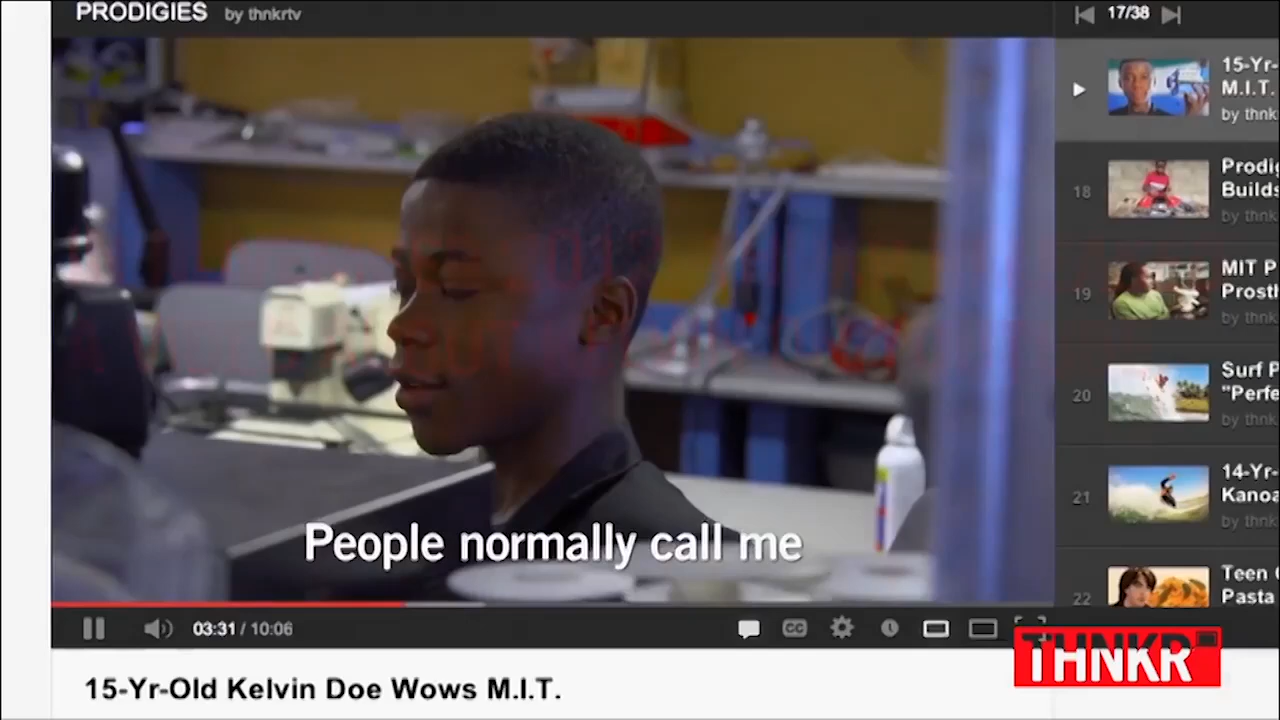 PRODIGIES by thnkrtv
17/38
15-Yr-
M.I.T.
by thnk
18
Prodig
Builds
by thnk
19
MIT P
Prosth
by thnk
20
Surf P
"Perfe
by thnk
21
14-Yr-
Kanoa
by thnk
22
Teen
Pasta
People normally call me
03:31 / 10:06
CC
THNKR
15-Yr-Old Kelvin Doe Wows M.I.T.